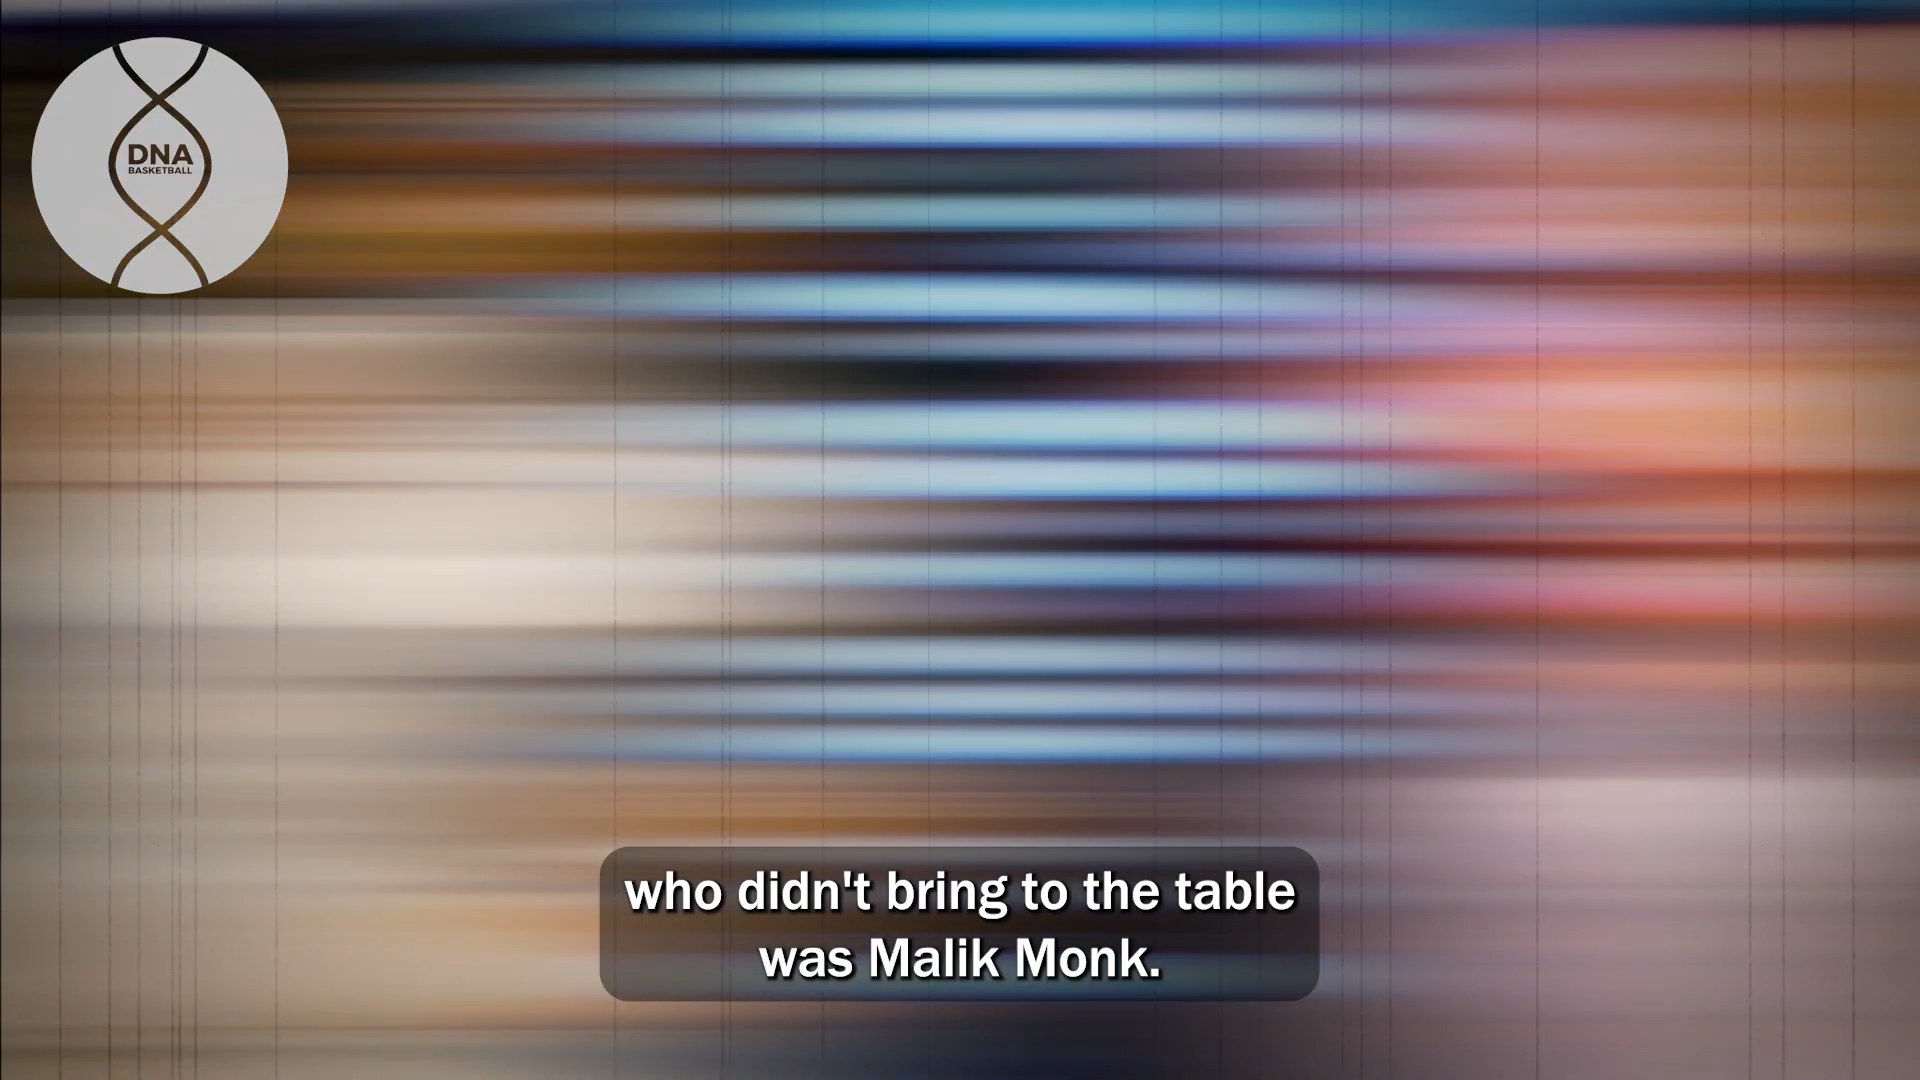 DNA
BASKETBALL
who didn't bring to the table
was Malik Monk.